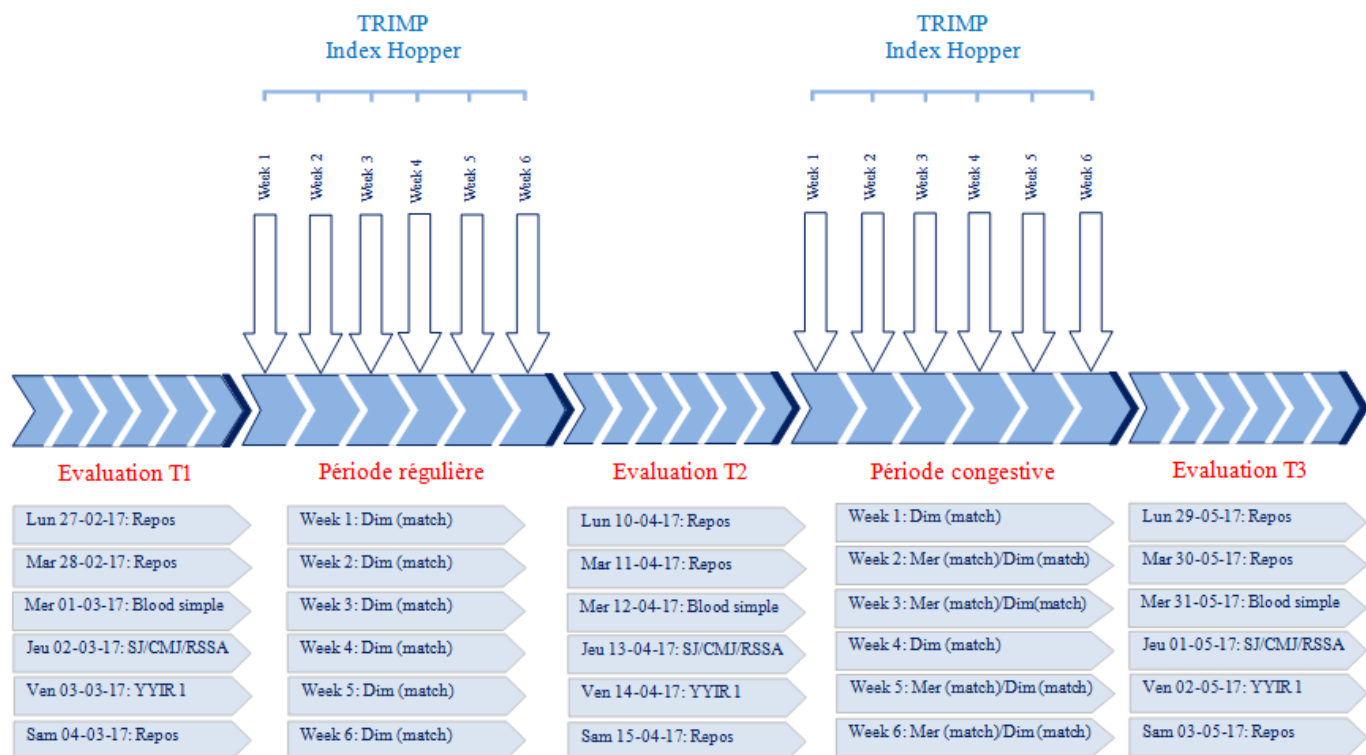 TRIMP
Index Hopper
TRIMP
Index Hopper
Week 1
Week 2
Week 3
Week 4
Week 5
Week 6
Week 1
Week 2
Week 3
Week 4
Week 5
Week 6
Evaluation T1
Lun 27-02-17: Repos
Mar 28-02-17: Repos
Mer 01-03-17: Blood simple
Jeu 02-03-17: SJ/CMJ/RSSA
Ven 03-03-17: YYIR 1
Sam 04-03-17: Repos
Période régulière
Week 1: Dim (match)
Week 2: Dim (match)
Week 3: Dim (match)
Week 4: Dim (match)
Week 5: Dim (match)
Week 6: Dim (match)
Evaluation T2
Lun 10-04-17: Repos
Mar 11-04-17: Repos
Mer 12-04-17: Blood simple
Jeu 13-04-17: SJ/CMJ/RSSA
Ven 14-04-17: YYIR 1
Sam 15-04-17: Repos
Période congestive
Week 1: Dim (match)
Week 2: Mer (match)/Dim (match)
Week 3: Mer (match)/Dim(match)
Week 4: Dim (match)
Week 5: Mer (match)/Dim (match)
Week 6: Mer (match)/Dim (match)
Evaluation T3
Lun 29-05-17: Repos
Mar 30-05-17: Repos
Mer 31-05-17: Blood simple
Jeu 01-05-17: SJ/CMJ/RSSA
Ven 02-05-17: YYIR 1
Sam 03-05-17: Repos